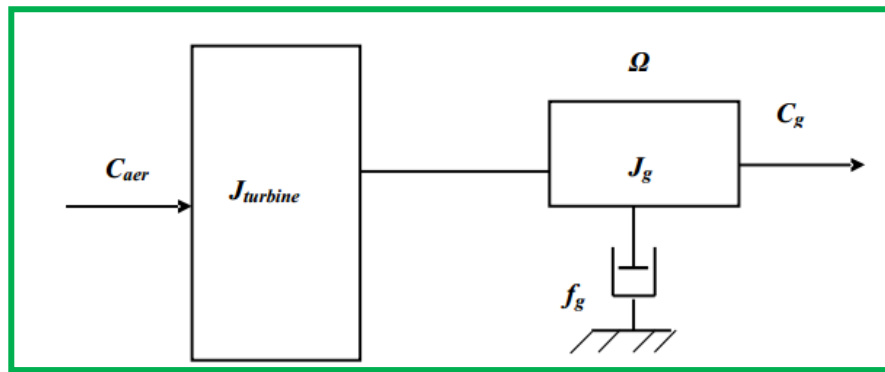 Ω
C_g
C_aer
J_turbine
J_g
f_g